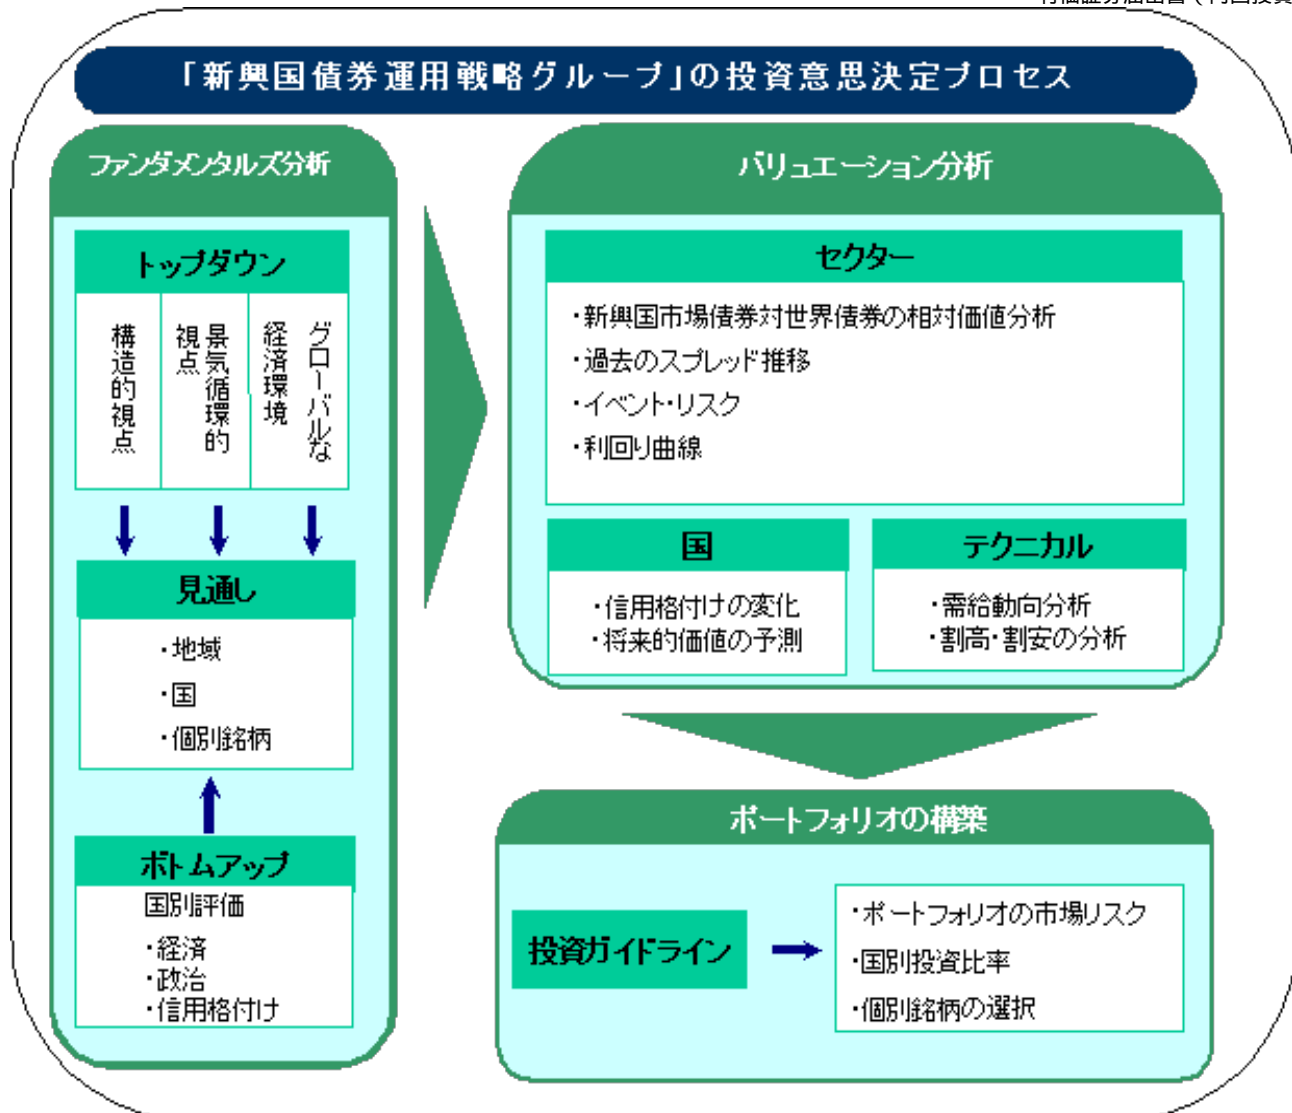 「新興国債券運用戦略グループ」の投資意思決定プロセス
ファンダメンタルズ分析
トップダウン
構造的視点
景気循環的
視点
グローバルな
経済環境
見通し
・地域
・国
・個別銘柄
ボトムアップ
国別評価
・経済
・政治
・信用格付け
バリュエーション分析
セクター
・新興国市場債券対世界債券の相対価値分析
・過去のスプレッド推移
・イベント・リスク
・利回り曲線
国
・信用格付けの変化
・将来的価値の予測
テクニカル
・需給動向分析
・割高・割安の分析
ポートフォリオの構築
投資ガイドライン
・ポートフォリオの市場リスク
・国別投資比率
・個別銘柄の選択